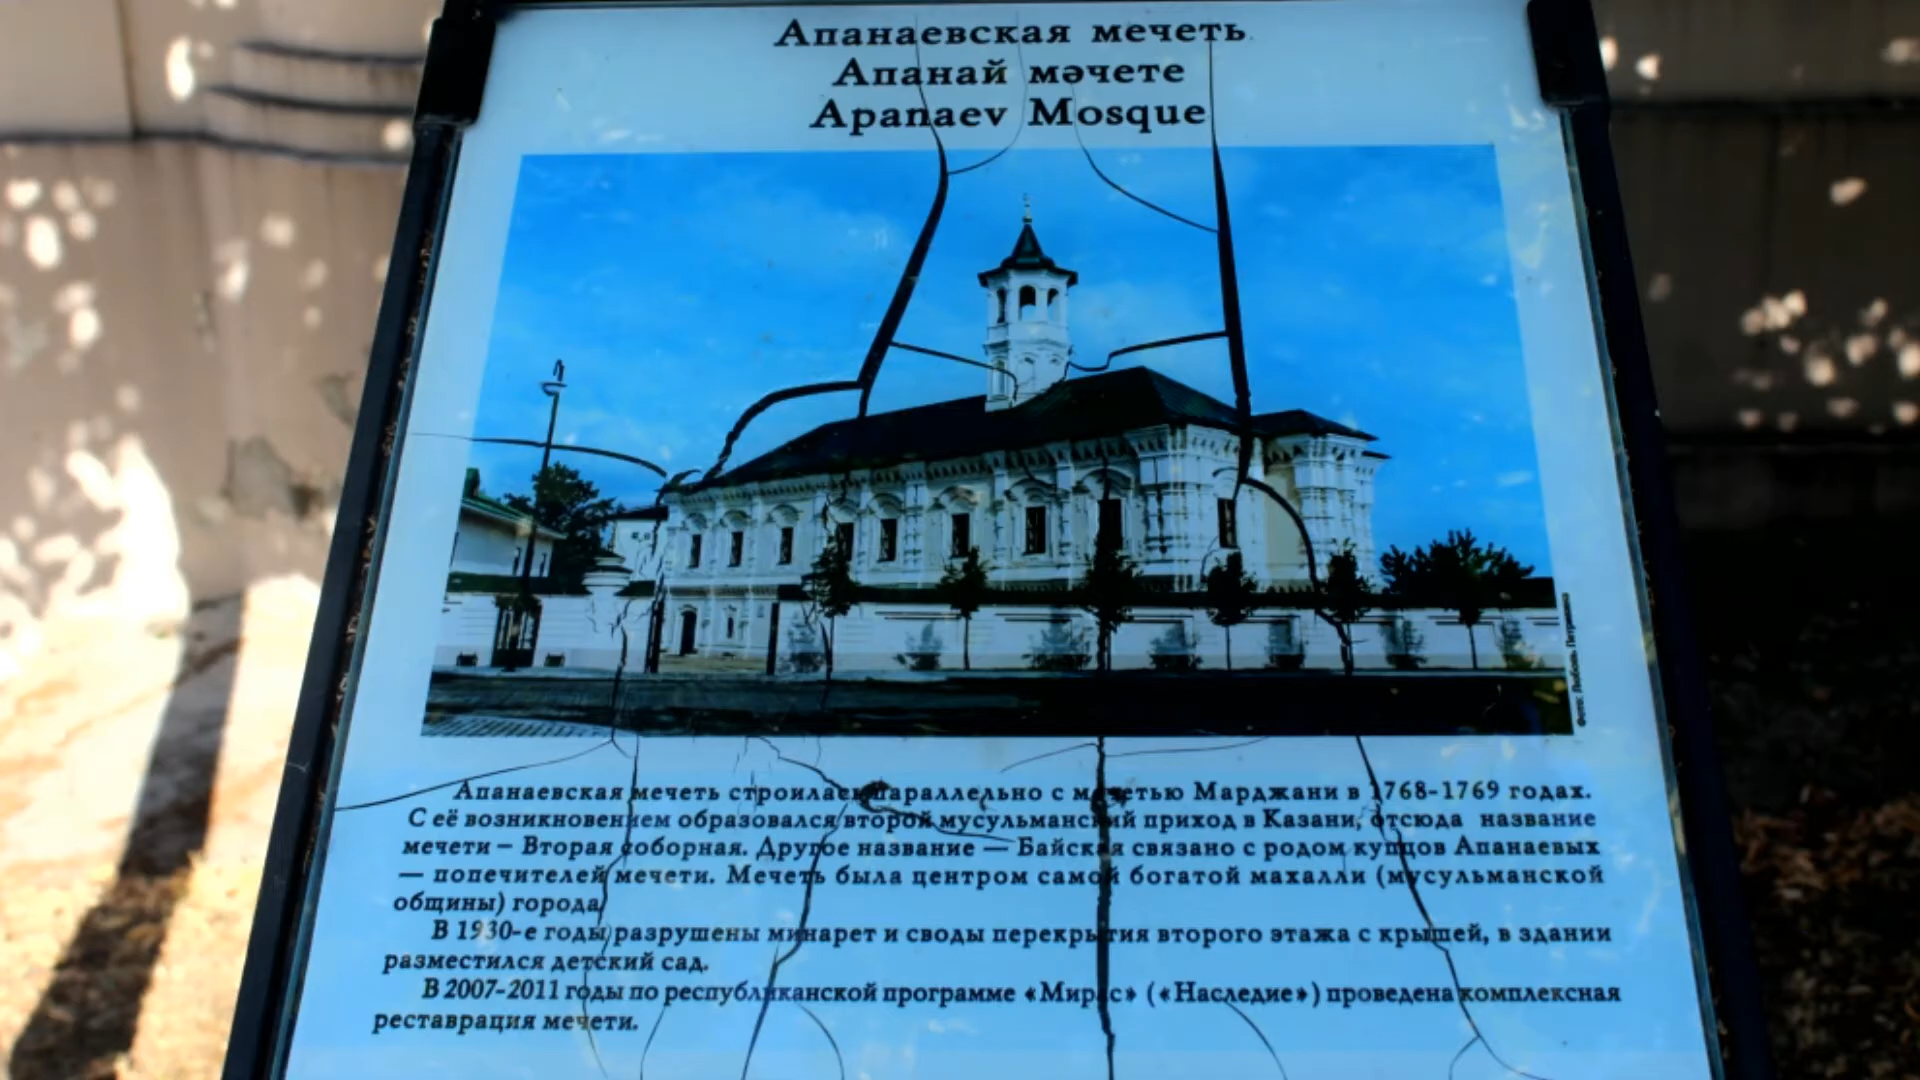 Апанаевская мечеть
Апанай мәчете
Apanaev Mosque
Фото: Любовь
Апанаевская мечеть строилась параллельно с мечетью Марджани в 1768-1769 годах.
С её возникновением образовался второй мусульманский приход в Казани, отсюда название
мечети – Вторая соборная. Другое название — Байская связано с родом купцов Апанаевых
— попечителей мечети. Мечеть была центром самой богатой махалли (мусульманской
общины) города.
В 1930-е годы разрушены минарет и своды перекрытия второго этажа с крышей, в здании
разместился детский сад.
В 2007-2011 годы по республиканской программе «Мирас» («Наследие») проведена комплексная
реставрация мечети.